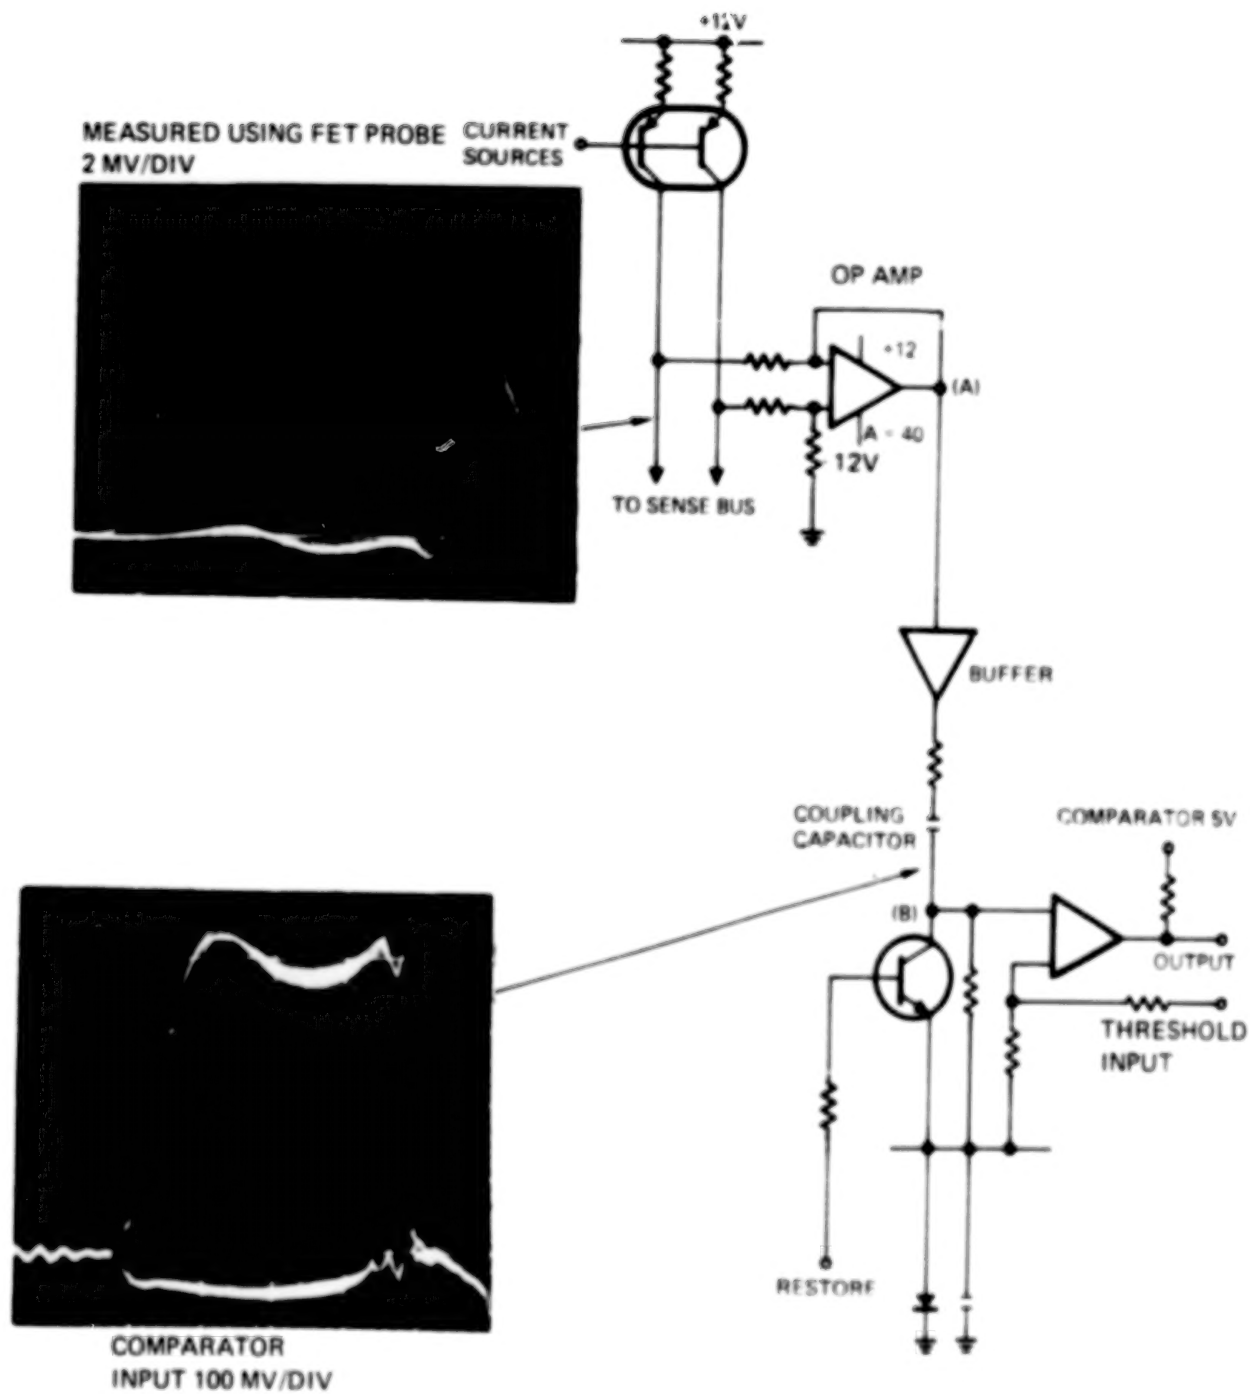 +12V
MEASURED USING FET PROBE
2 MV/DIV
CURRENT
SOURCES
OP AMP
+12
(A)
A - 40
- 12V
TO SENSE BUS
BUFFER
COUPLING
CAPACITOR
COMPARATOR 5V
(B)
OUTPUT
THRESHOLD
INPUT
RESTORE
COMPARATOR
INPUT 100 MV/DIV